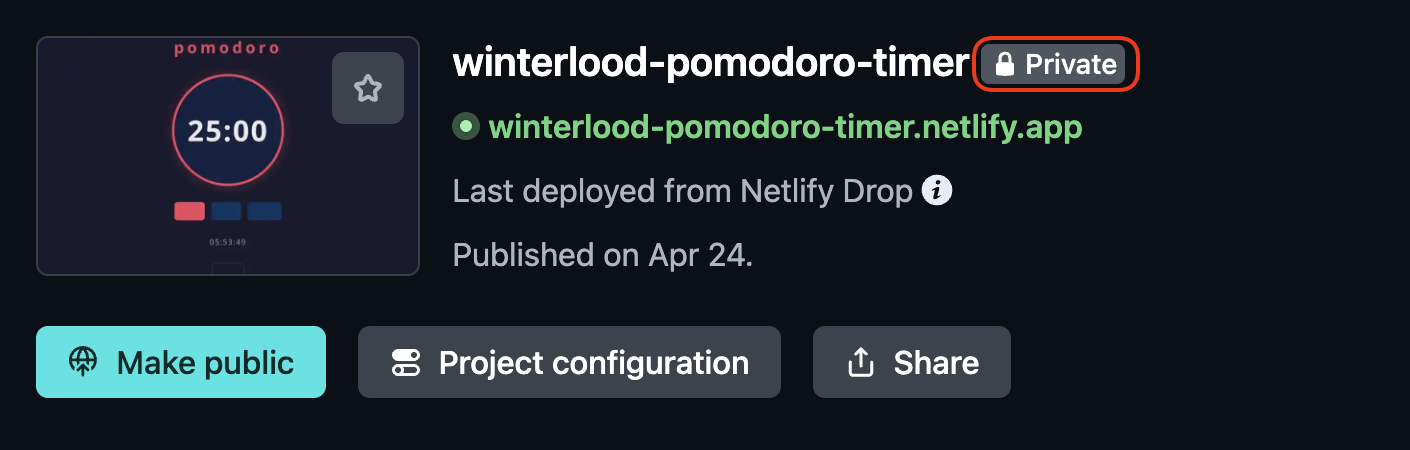 pomodoro
25:00
05:53:49
winterlood-pomodoro-timer Private
winterlood-pomodoro-timer.netlify.app
Last deployed from Netlify Drop i
Published on Apr 24.
Make public
Project configuration
Share